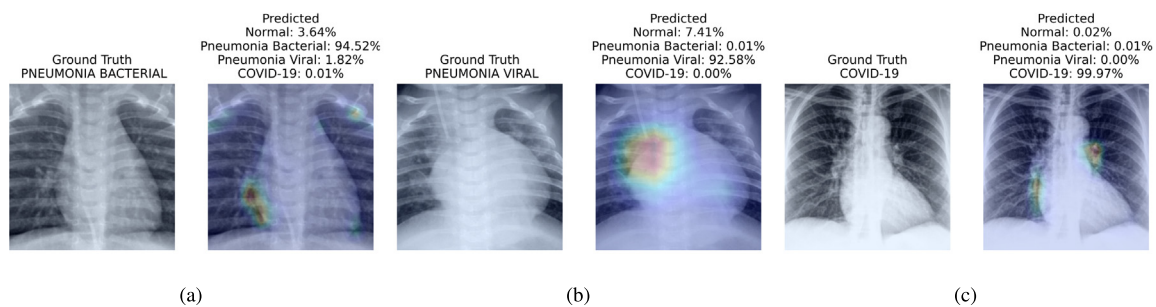 Ground Truth
PNEUMONIA BACTERIAL
Predicted
Normal: 3.64%
Pneumonia Bacterial: 94.52%
Pneumonia Viral: 1.82%
COVID-19: 0.01%
Ground Truth
PNEUMONIA VIRAL
Predicted
Normal: 7.41%
Pneumonia Bacterial: 0.01%
Pneumonia Viral: 92.58%
COVID-19: 0.00%
Ground Truth
COVID-19
Predicted
Normal: 0.02%
Pneumonia Bacterial: 0.01%
Pneumonia Viral: 0.00%
COVID-19: 99.97%
(a)
(b)
(c)